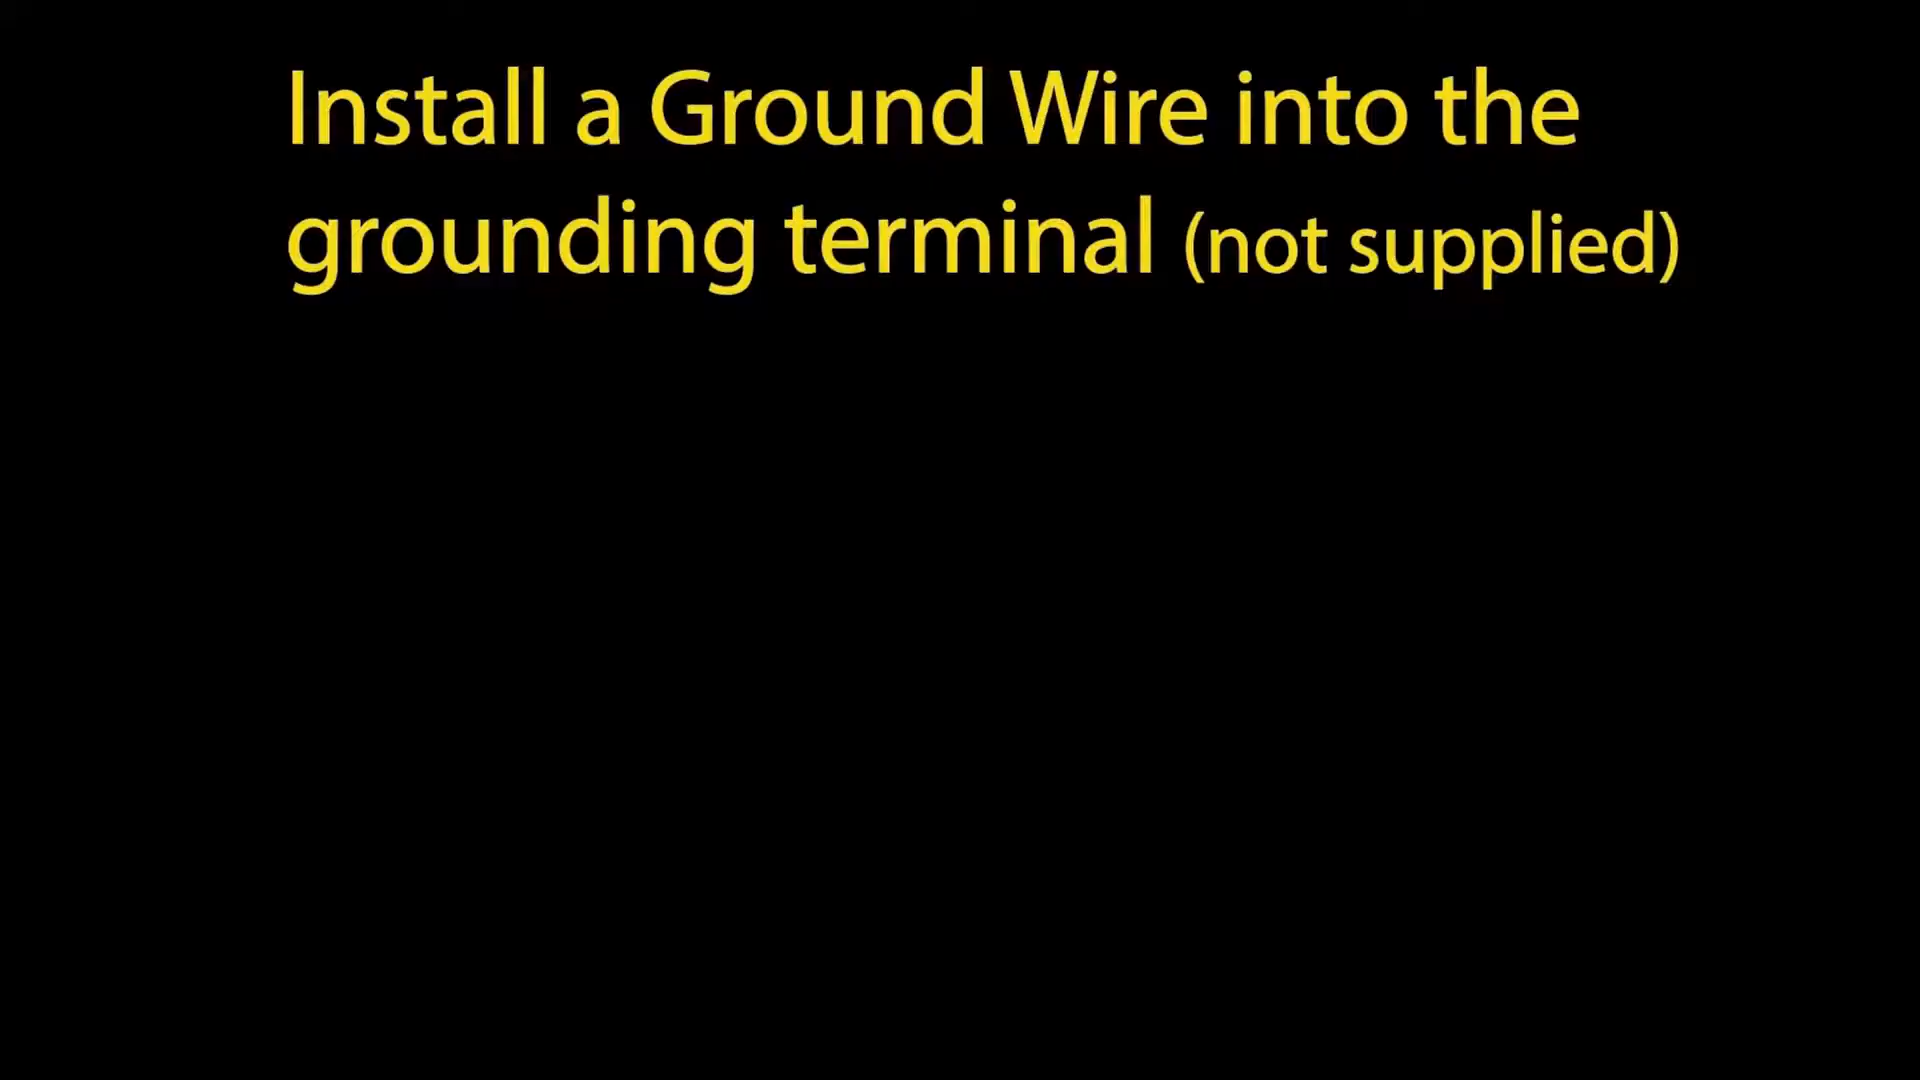 Install a Ground Wire into the
grounding terminal (not supplied)